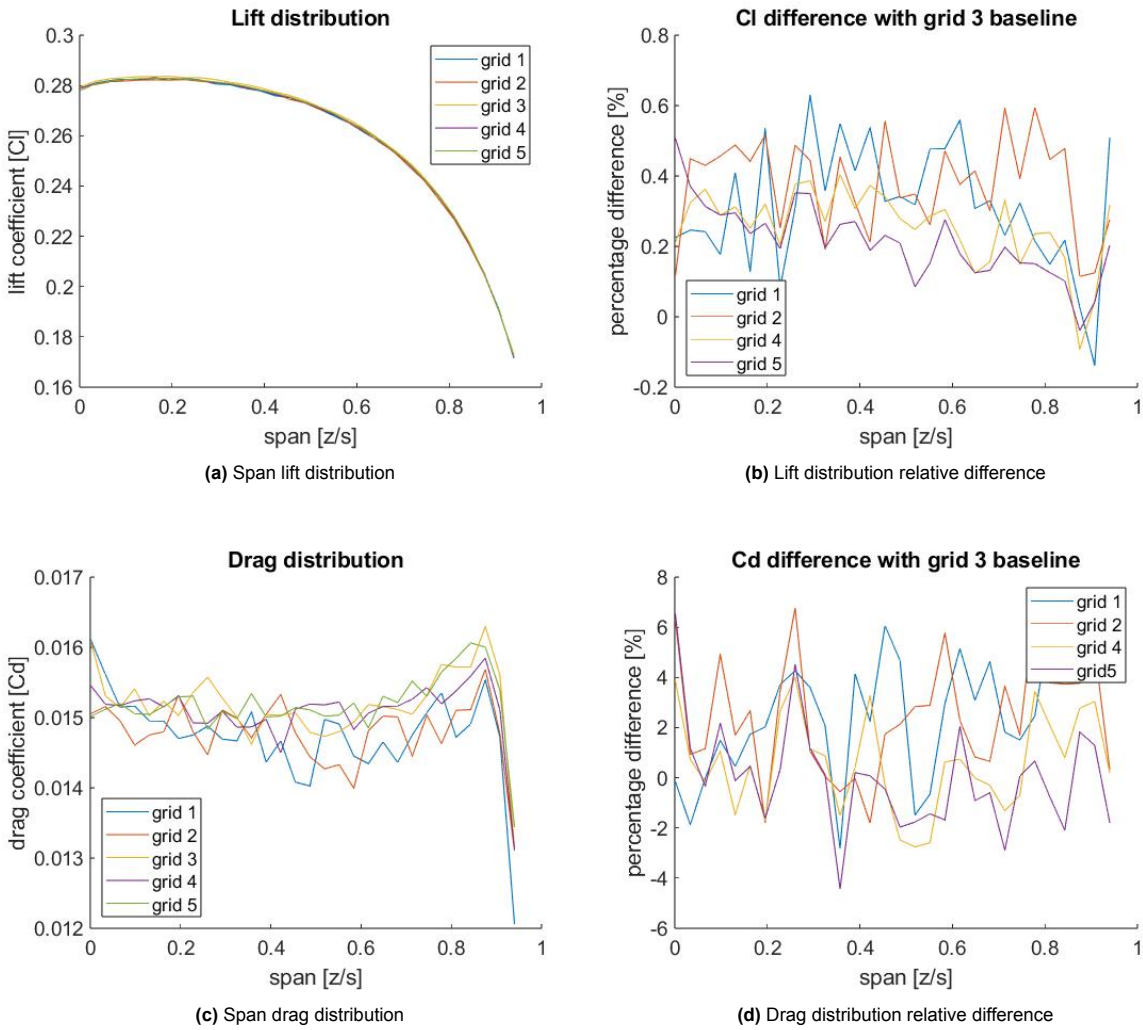 Lift distribution
0.3
0.28
0.26
0.24
0.22
0.2
0.18
0.16
lift coefficient [Cl]
0
0.2
0.4
0.6
0.8
1
span [z/s]
grid 1
grid 2
grid 3
grid 4
grid 5
(a) Span lift distribution
Cl difference with grid 3 baseline
0.8
0.6
0.4
0.2
0
-0.2
percentage difference [%]
0
0.2
0.4
0.6
0.8
1
span [z/s]
grid 1
grid 2
grid 4
grid 5
(b) Lift distribution relative difference
Drag distribution
0.017
0.016
0.015
0.014
0.013
0.012
drag coefficient [Cd]
0
0.2
0.4
0.6
0.8
1
span [z/s]
grid 1
grid 2
grid 3
grid 4
grid 5
(c) Span drag distribution
Cd difference with grid 3 baseline
8
6
4
2
0
-2
-4
-6
percentage difference [%]
0
0.2
0.4
0.6
0.8
1
span [z/s]
grid 1
grid 2
grid 4
grid5
(d) Drag distribution relative difference